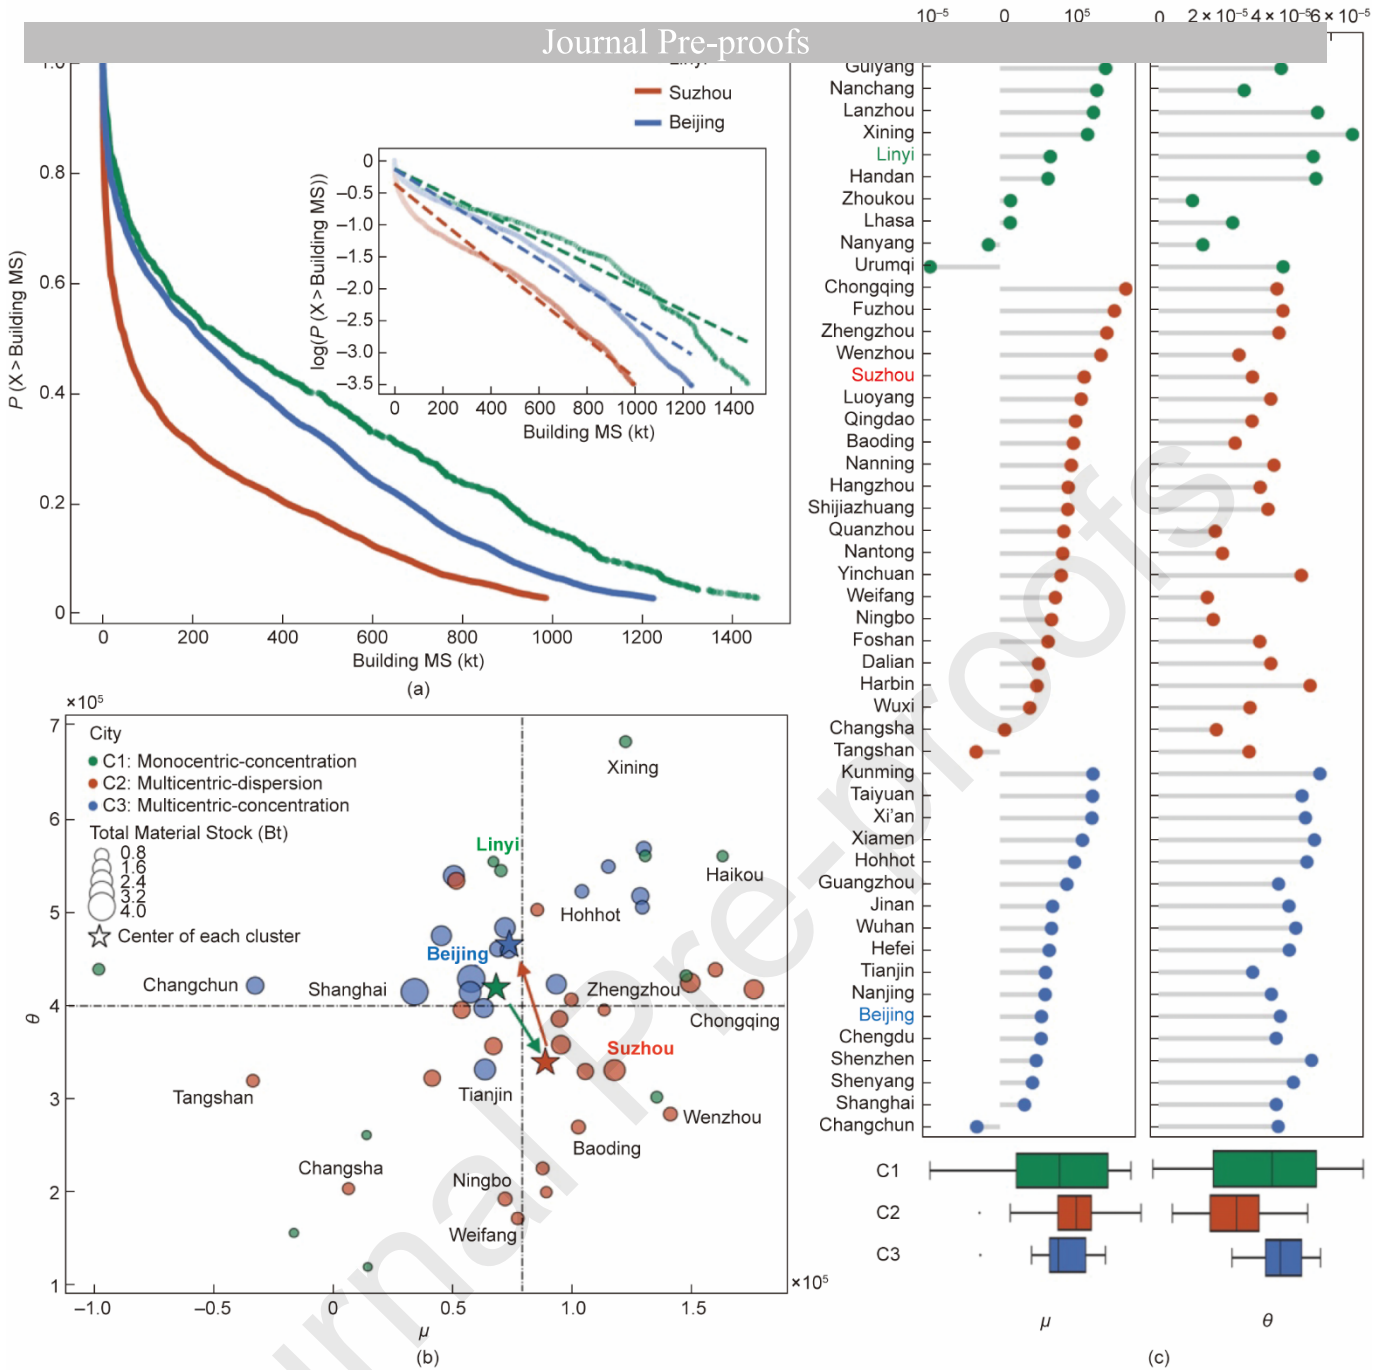 Journal Pre-proofs
1.0
0.8
0.6
0.4
0.2
0
P (X > Building MS)
0 200 400 600 800 1000 1200 1400
Building MS (kt)
(a)
Linyi
Suzhou
Beijing
0
−0.5
−1.0
−1.5
−2.0
−2.5
−3.0
−3.5
log(P (X > Building MS))
0 200 400 600 800 1000 1200 1400
Building MS (kt)
×10⁵
7
6
5
4
3
2
1
θ
City
C1: Monocentric-concentration
C2: Multicentric-dispersion
C3: Multicentric-concentration
Total Material Stock (Bt)
0.8
1.6
2.4
3.2
4.0
Center of each cluster
Xining
Linyi
Haikou
Hohhot
Beijing
Changchun
Shanghai
Zhengzhou
Chongqing
Suzhou
Tangshan
Tianjin
Wenzhou
Baoding
Changsha
Ningbo
Weifang
−1.0 −0.5 0 0.5 1.0 1.5
×10⁵
μ
(b)
10⁻⁵ 0 10⁵
0 2 × 10⁻⁵ 4 × 10⁻⁵ 6 × 10⁻⁵
Guiyang
Nanchang
Lanzhou
Xining
Linyi
Handan
Zhoukou
Lhasa
Nanyang
Urumqi
Chongqing
Fuzhou
Zhengzhou
Wenzhou
Suzhou
Luoyang
Qingdao
Baoding
Nanning
Hangzhou
Shijiazhuang
Quanzhou
Nantong
Yinchuan
Weifang
Ningbo
Foshan
Dalian
Harbin
Wuxi
Changsha
Tangshan
Kunming
Taiyuan
Xi’an
Xiamen
Hohhot
Guangzhou
Jinan
Wuhan
Hefei
Tianjin
Nanjing
Beijing
Chengdu
Shenzhen
Shenyang
Shanghai
Changchun
C1
C2
C3
μ
θ
(c)